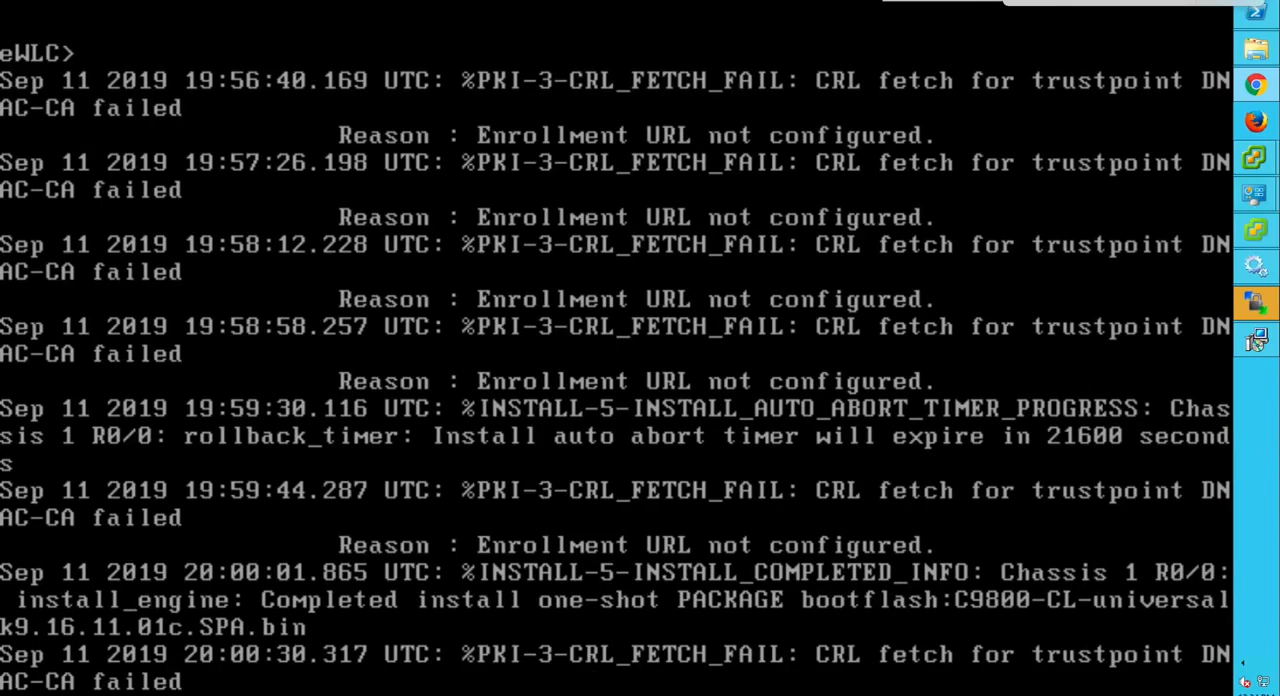 eWLC>
Sep 11 2019 19:56:40.169 UTC: %PKI-3-CRL_FETCH_FAIL: CRL fetch for trustpoint DN
AC-CA failed
Reason : Enrollment URL not configured.
Sep 11 2019 19:57:26.198 UTC: %PKI-3-CRL_FETCH_FAIL: CRL fetch for trustpoint DN
AC-CA failed
Reason : Enrollment URL not configured.
Sep 11 2019 19:58:12.228 UTC: %PKI-3-CRL_FETCH_FAIL: CRL fetch for trustpoint DN
AC-CA failed
Reason : Enrollment URL not configured.
Sep 11 2019 19:58:58.257 UTC: %PKI-3-CRL_FETCH_FAIL: CRL fetch for trustpoint DN
AC-CA failed
Reason : Enrollment URL not configured.
Sep 11 2019 19:59:30.116 UTC: %INSTALL-5-INSTALL_AUTO_ABORT_TIMER_PROGRESS: Chas
sis 1 R0/0: rollback_timer: Install auto abort timer will expire in 21600 second
s
Sep 11 2019 19:59:44.287 UTC: %PKI-3-CRL_FETCH_FAIL: CRL fetch for trustpoint DN
AC-CA failed
Reason : Enrollment URL not configured.
Sep 11 2019 20:00:01.865 UTC: %INSTALL-5-INSTALL_COMPLETED_INFO: Chassis 1 R0/0:
install_engine: Completed install one-shot PACKAGE bootflash:C9800-CL-universal
k9.16.11.01c.SPA.bin
Sep 11 2019 20:00:30.317 UTC: %PKI-3-CRL_FETCH_FAIL: CRL fetch for trustpoint DN
AC-CA failed